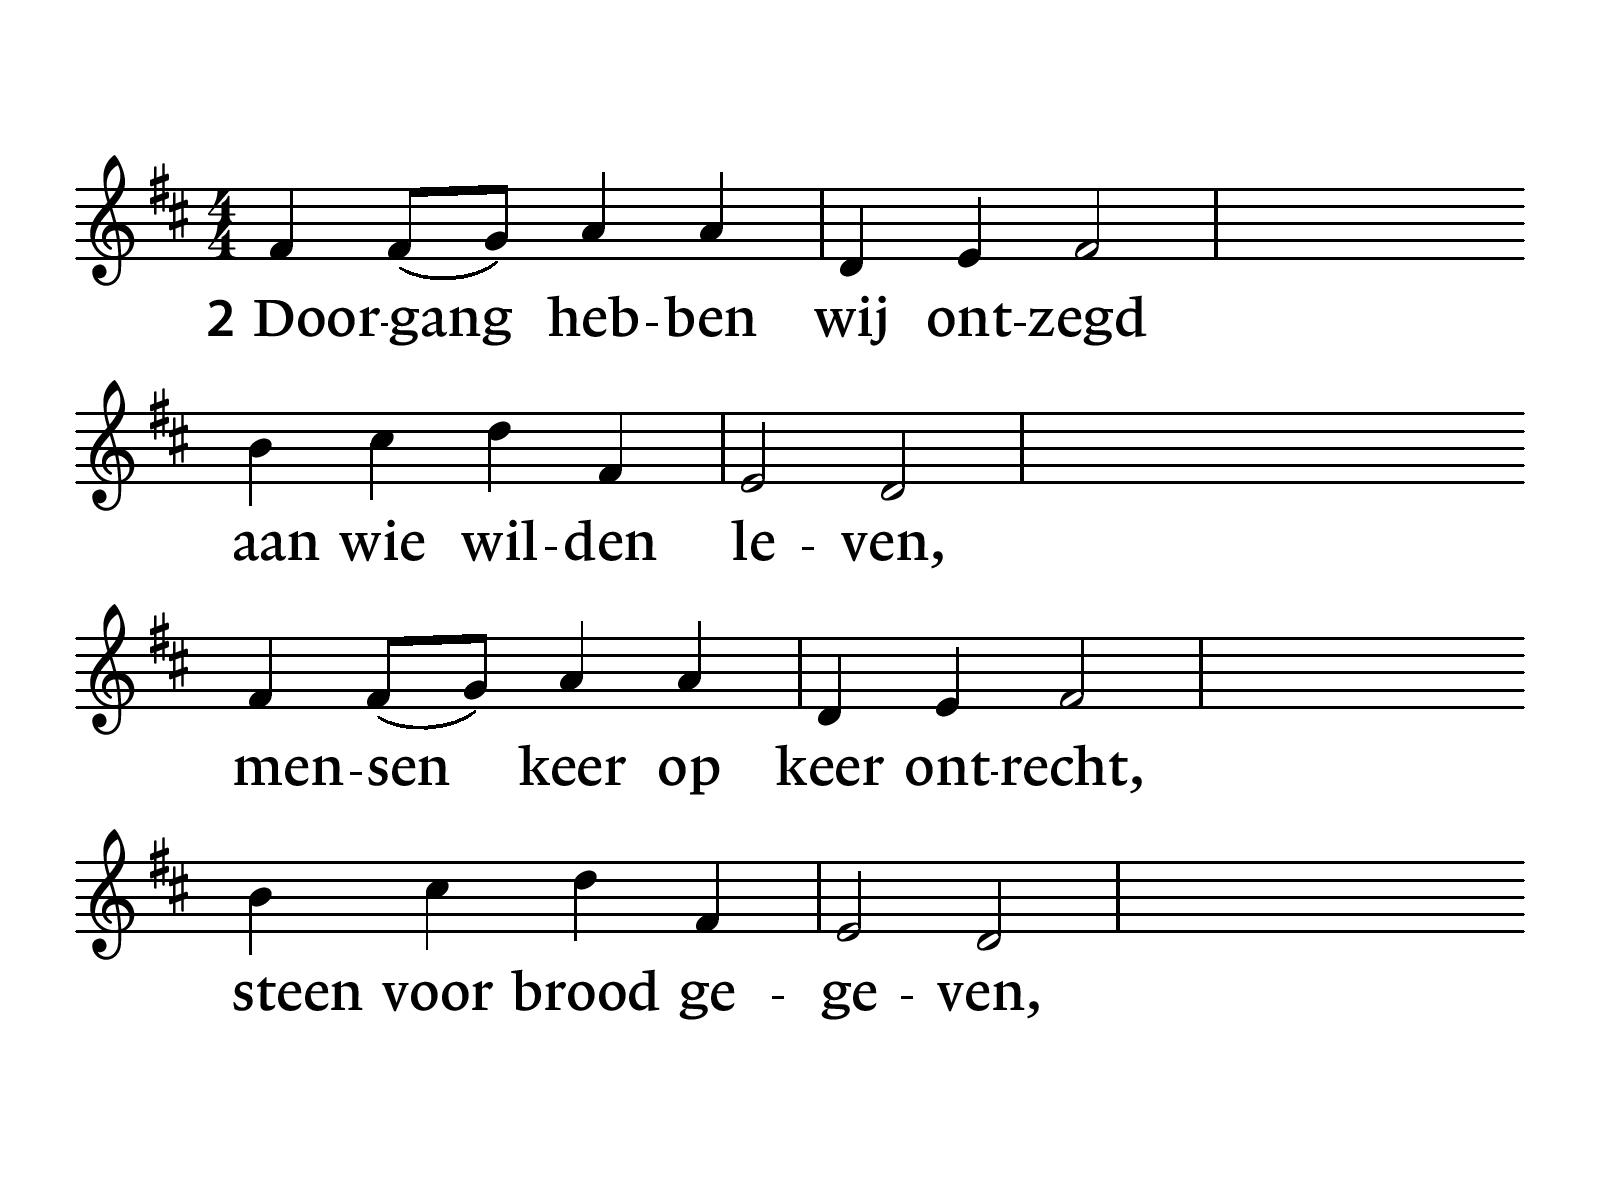 2 Door-gang heb-ben wij ont-zegd
aan wie wil-den le - ven,
men-sen keer op keer ont-recht,
steen voor brood ge - ge - ven,